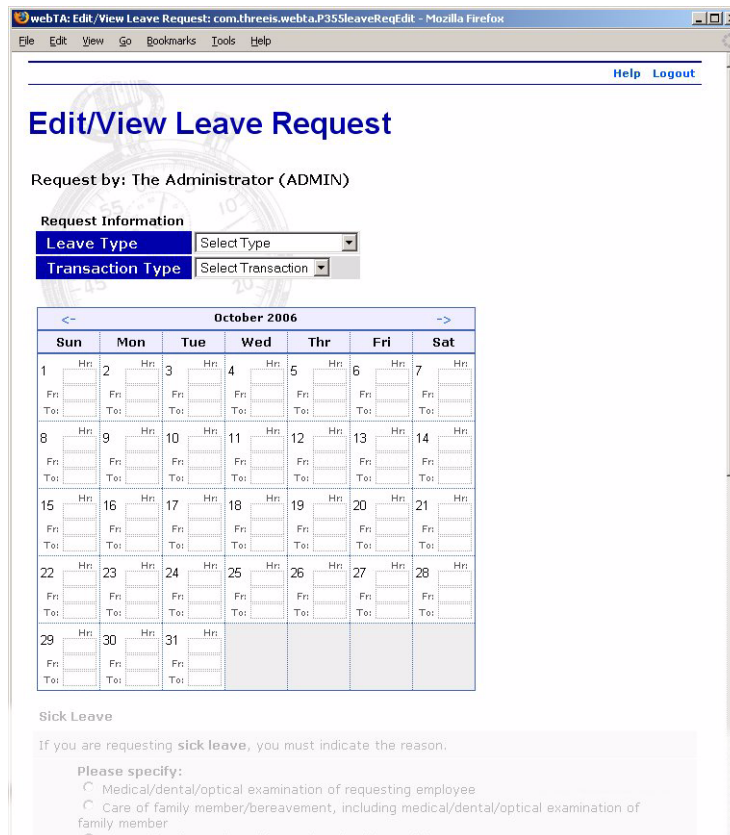 webTA: Edit/View Leave Request: com.threeis.webta.P355leaveReqEdit - Mozilla Firefox
File Edit View Go Bookmarks Tools Help
Help Logout
Edit/View Leave Request
Request by: The Administrator (ADMIN)
Request Information
Leave Type Select Type
Transaction Type Select Transaction
<- October 2006 ->
Sun Mon Tue Wed Thr Fri Sat
1 Hr: 2 Hr: 3 Hr: 4 Hr: 5 Hr: 6 Hr: 7 Hr:
Fr: Fr: Fr: Fr: Fr: Fr: Fr:
To: To: To: To: To: To: To:
8 Hr: 9 Hr: 10 Hr: 11 Hr: 12 Hr: 13 Hr: 14 Hr:
Fr: Fr: Fr: Fr: Fr: Fr: Fr:
To: To: To: To: To: To: To:
15 Hr: 16 Hr: 17 Hr: 18 Hr: 19 Hr: 20 Hr: 21 Hr:
Fr: Fr: Fr: Fr: Fr: Fr: Fr:
To: To: To: To: To: To: To:
22 Hr: 23 Hr: 24 Hr: 25 Hr: 26 Hr: 27 Hr: 28 Hr:
Fr: Fr: Fr: Fr: Fr: Fr: Fr:
To: To: To: To: To: To: To:
29 Hr: 30 Hr: 31 Hr:
Fr: Fr: Fr:
To: To: To:
Sick Leave
If you are requesting sick leave, you must indicate the reason.
Please specify:
Medical/dental/optical examination of requesting employee
Care of family member/bereavement, including medical/dental/optical examination of
family member